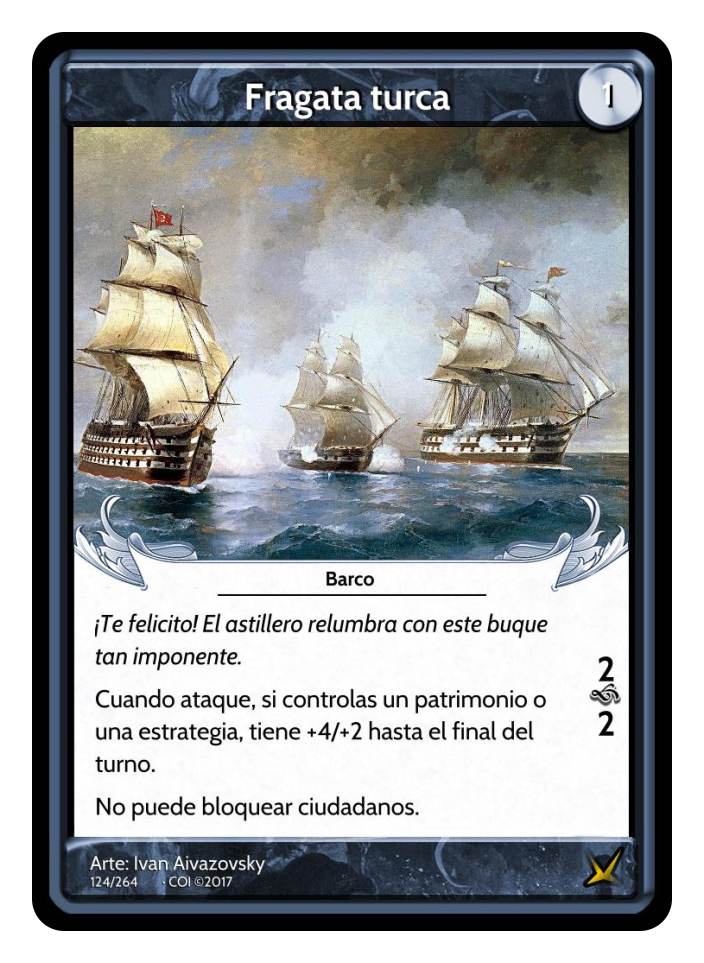 Fragata turca
1
Barco
¡Te felicito! El astillero relumbra con este buque
tan imponente.
Cuando ataque, si controlas un patrimonio o
una estrategia, tiene +4/+2 hasta el final del
turno.
No puede bloquear ciudadanos.
2
2
Arte: Ivan Aivazovsky
124/264 · COI ©2017